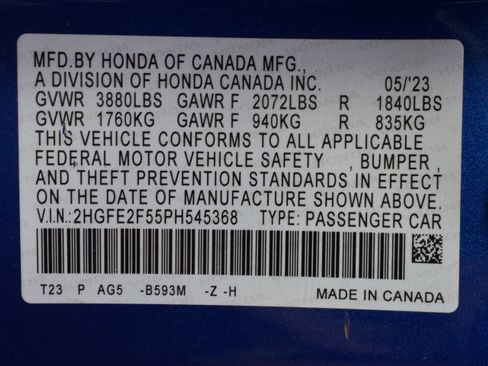 MFD.BY HONDA OF CANADA MFG.,
A DIVISION OF HONDA CANADA INC. 05/'23
GVWR 3880LBS GAWR F 2072LBS R 1840LBS
GVWR 1760KG GAWR F 940KG R 835KG
THIS VEHICLE CONFORMS TO ALL APPLICABLE
FEDERAL MOTOR VEHICLE SAFETY , BUMPER,
AND THEFT PREVENTION STANDARDS IN EFFECT
ON THE DATE OF MANUFACTURE SHOWN ABOVE.
V.I.N.:2HGFE2F55PH545368 TYPE: PASSENGER CAR
T23 P AG5 -B593M -Z -H MADE IN CANADA